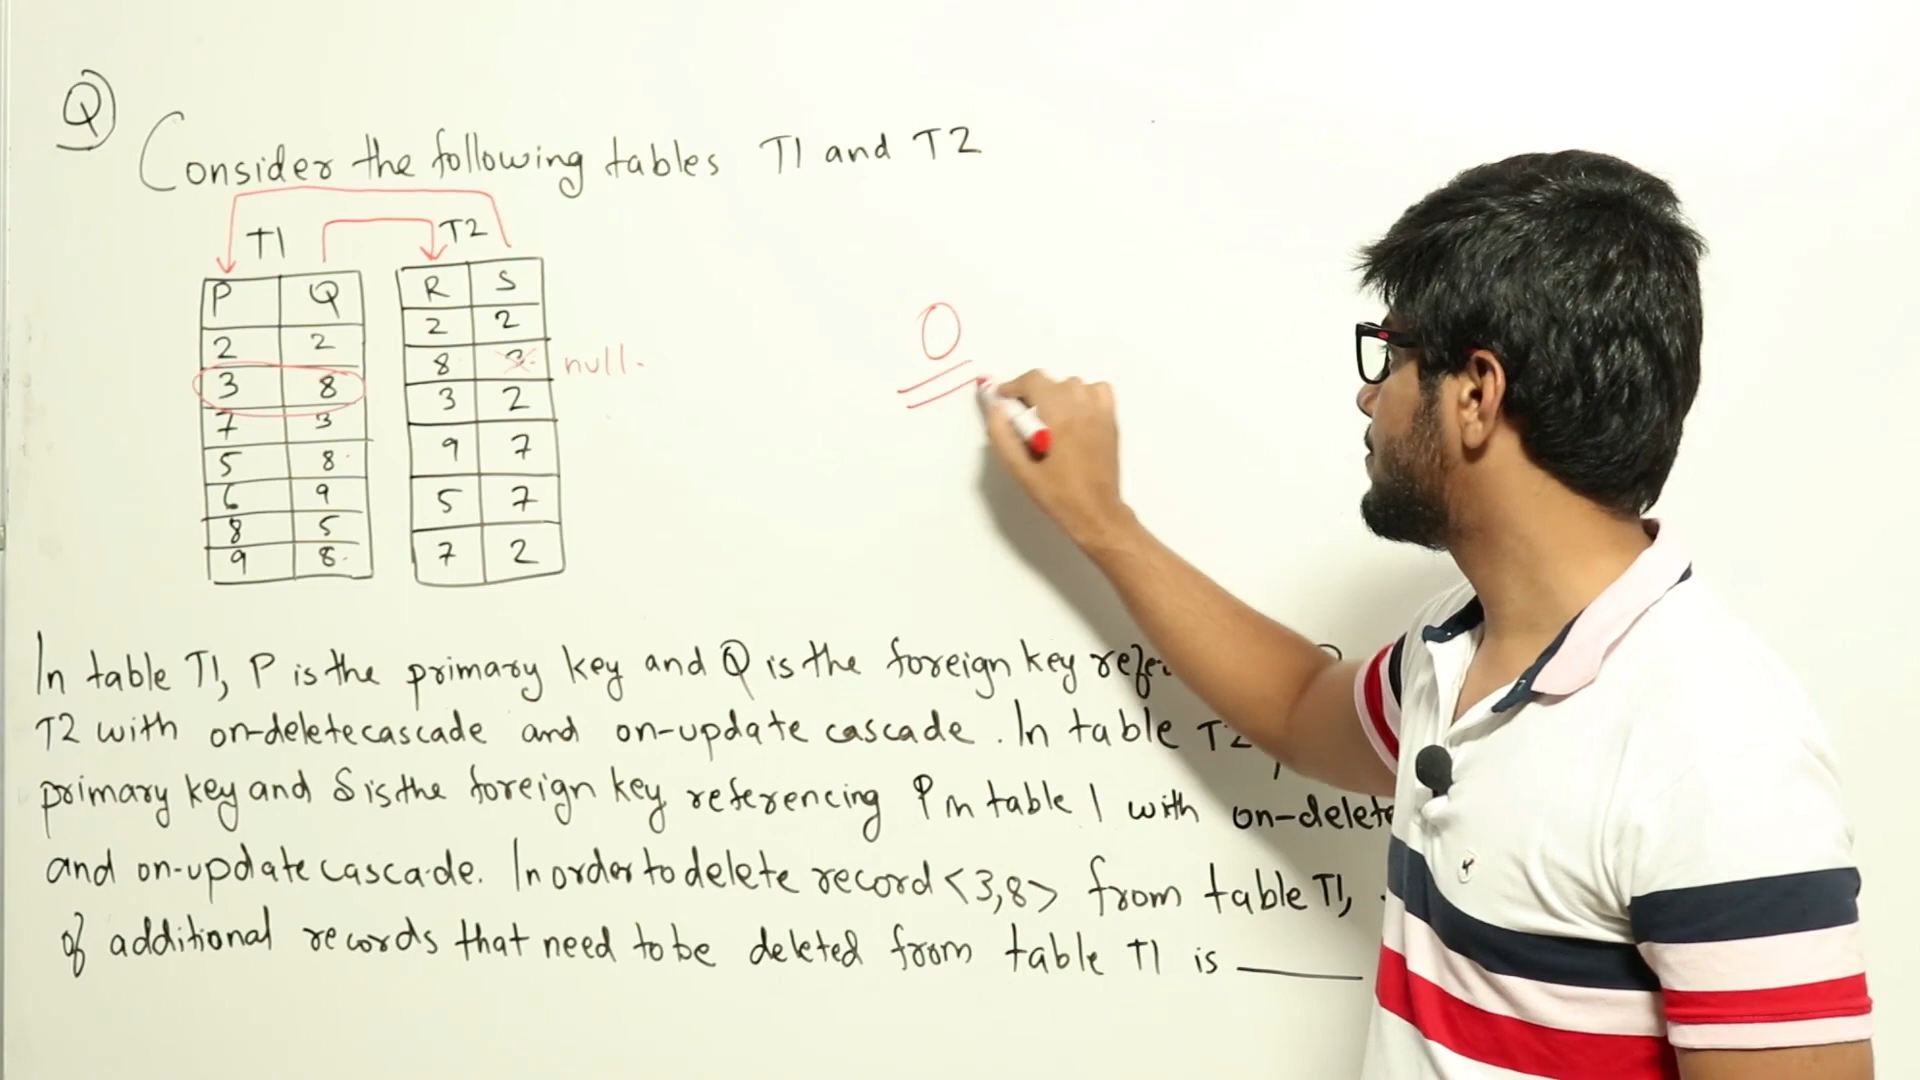 Q)
Consider the following tables T1 and T2
T1 T2
P Q R S
2 2 2 2
3 8 8 null.
7 3 3 2
5 8 9 7
6 9 5 7
8 5 7 2
9 8
0
In table T1, P is the primary key and Q is the foreign key
T2 with on-delete cascade and on-update cascade. In table T2
primary key and S is the foreign key referencing P in table 1 with on-delete
and on-update cascade. In order to delete record <3,8> from table T1,
of additional records that need to be deleted from table T1 is ______